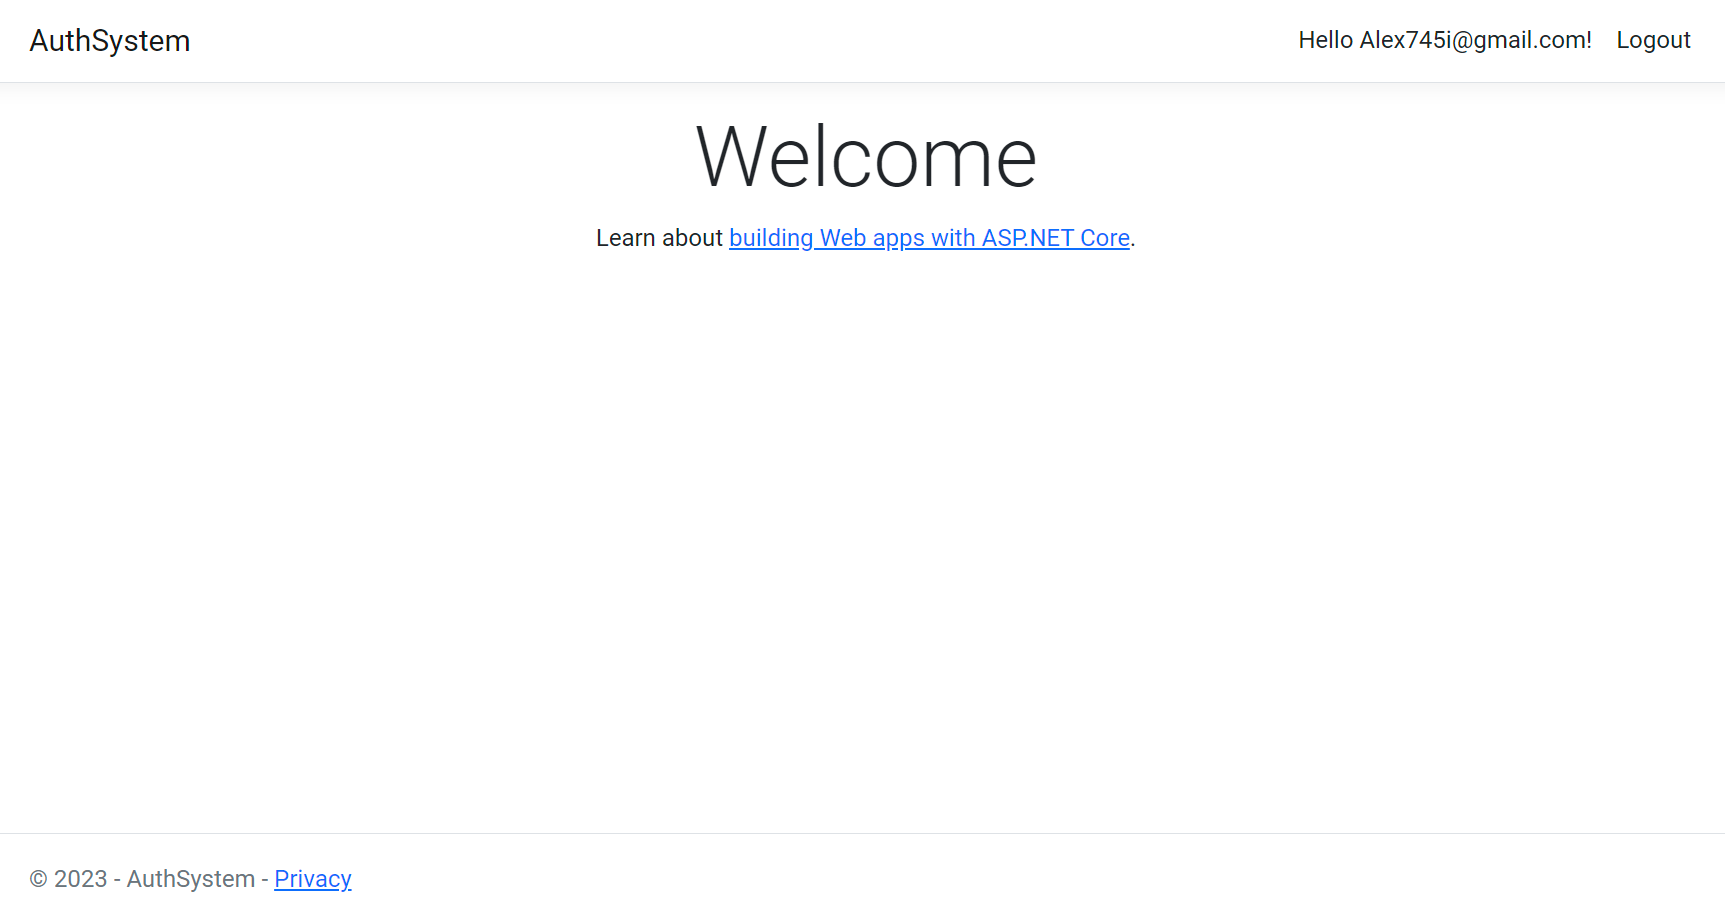 AuthSystem Hello Alex745i@gmail.com! Logout
Welcome
Learn about building Web apps with ASP.NET Core.
© 2023 - AuthSystem - Privacy